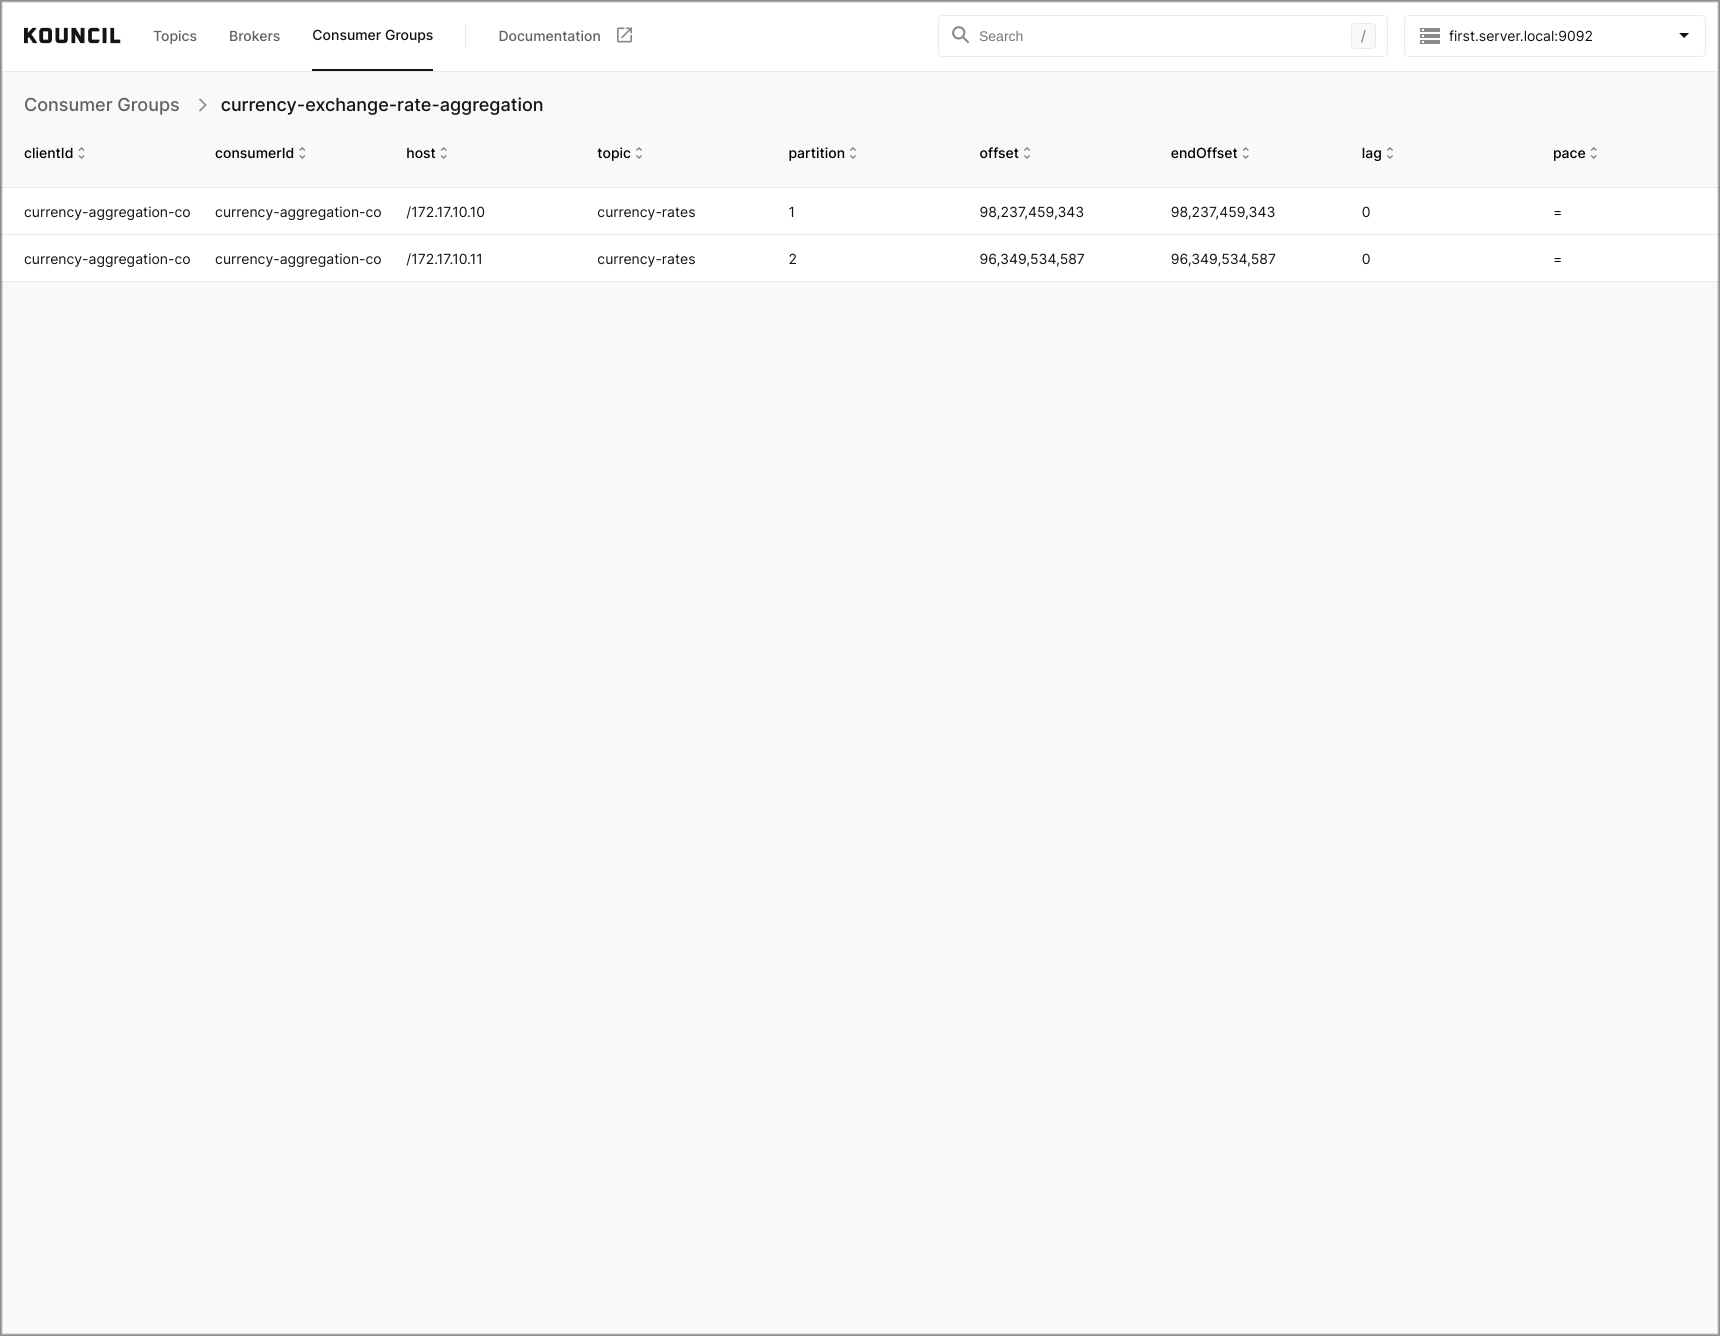 KOUNCIL Topics Brokers Consumer Groups Documentation Search / first.server.local:9092
Consumer Groups > currency-exchange-rate-aggregation
clientId consumerId host topic partition offset endOffset lag pace
currency-aggregation-co currency-aggregation-co /172.17.10.10 currency-rates 1 98,237,459,343 98,237,459,343 0 =
currency-aggregation-co currency-aggregation-co /172.17.10.11 currency-rates 2 96,349,534,587 96,349,534,587 0 =